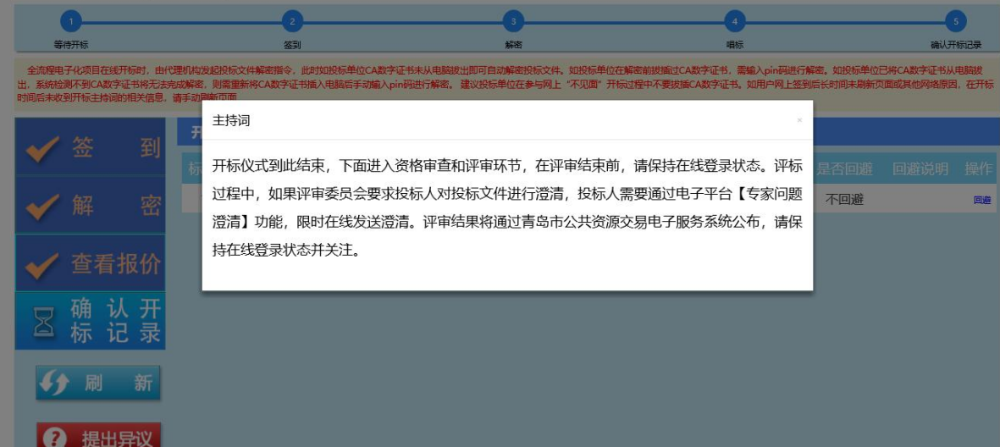 1
2
3
4
5
等待开标
签到
解密
唱标
确认开标记录
全流程电子化项目在线开标时，由代理机构发起投标文件解密指令，此时如投标单位CA数字证书未从电脑拔出即可自动解密投标文件。如投标单位在解密前拔插过CA数字证书，需输入pin码进行解密。如投标单位已将CA数字证书从电脑拔
出，系统检测不到CA数字证书将无法完成解密，则需重新将CA数字证书插入电脑后手动输入pin码进行解密。 建议投标单位在参与网上“不见面”开标过程中不要拔插CA数字证书。如用户网上签到后长时间未刷新页面或其他网络原因，在开标
时间后未收到开标主持词的相关信息，请手动刷新页面
签 到
解 密
查看报价
确认开
标记录
刷 新
提出异议
开
标
是否回避 回避说明 操作
不回避 回避
主持词
×
开标仪式到此结束，下面进入资格审查和评审环节，在评审结束前，请保持在线登录状态。评标
过程中，如果评审委员会要求投标人对投标文件进行澄清，投标人需要通过电子平台【专家问题
澄清】功能，限时在线发送澄清。评审结果将通过青岛市公共资源交易电子服务系统公布，请保
持在线登录状态并关注。